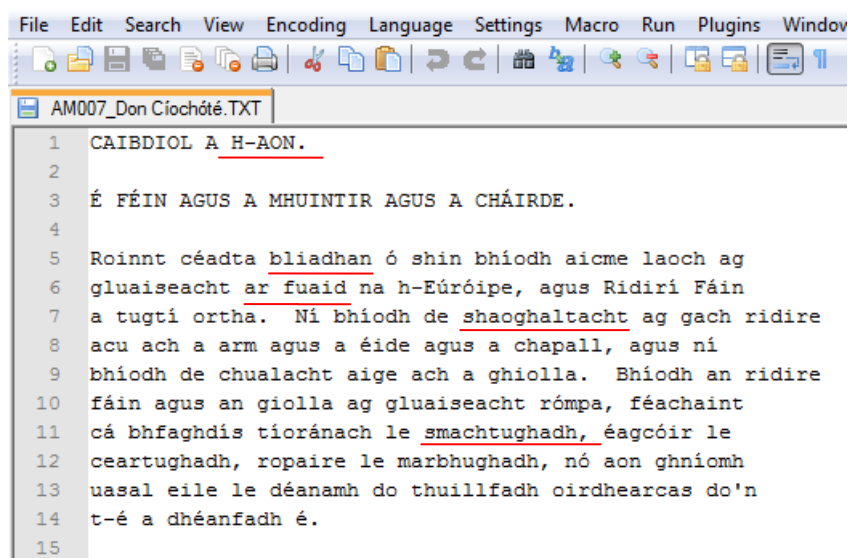 File Edit Search View Encoding Language Settings Macro Run Plugins Window
AM007_Don Cíochóté.TXT
1 CAIBDIOL A H-AON.
2
3 É FÉIN AGUS A MHUINTIR AGUS A CHÁIRDE.
4
5 Roinnt céadta bliadhan ó shin bhíodh aicme laoch ag
6 gluaiseacht ar fuaid na h-Eúróipe, agus Ridirí Fáin
7 a tugtí ortha. Ní bhíodh de shaoghaltacht ag gach ridire
8 acu ach a arm agus a éide agus a chapall, agus ní
9 bhíodh de chualacht aige ach a ghiolla. Bhíodh an ridire
10 fáin agus an giolla ag gluaiseacht rómpa, féachaint
11 cá bhfaghdís tíoránach le smachtughadh, éagcóir le
12 ceartughadh, ropaire le marbhughadh, nó aon ghníomh
13 uasal eile le déanamh do thuillfadh oirdhearcas do'n
14 t-é a dhéanfadh é.
15